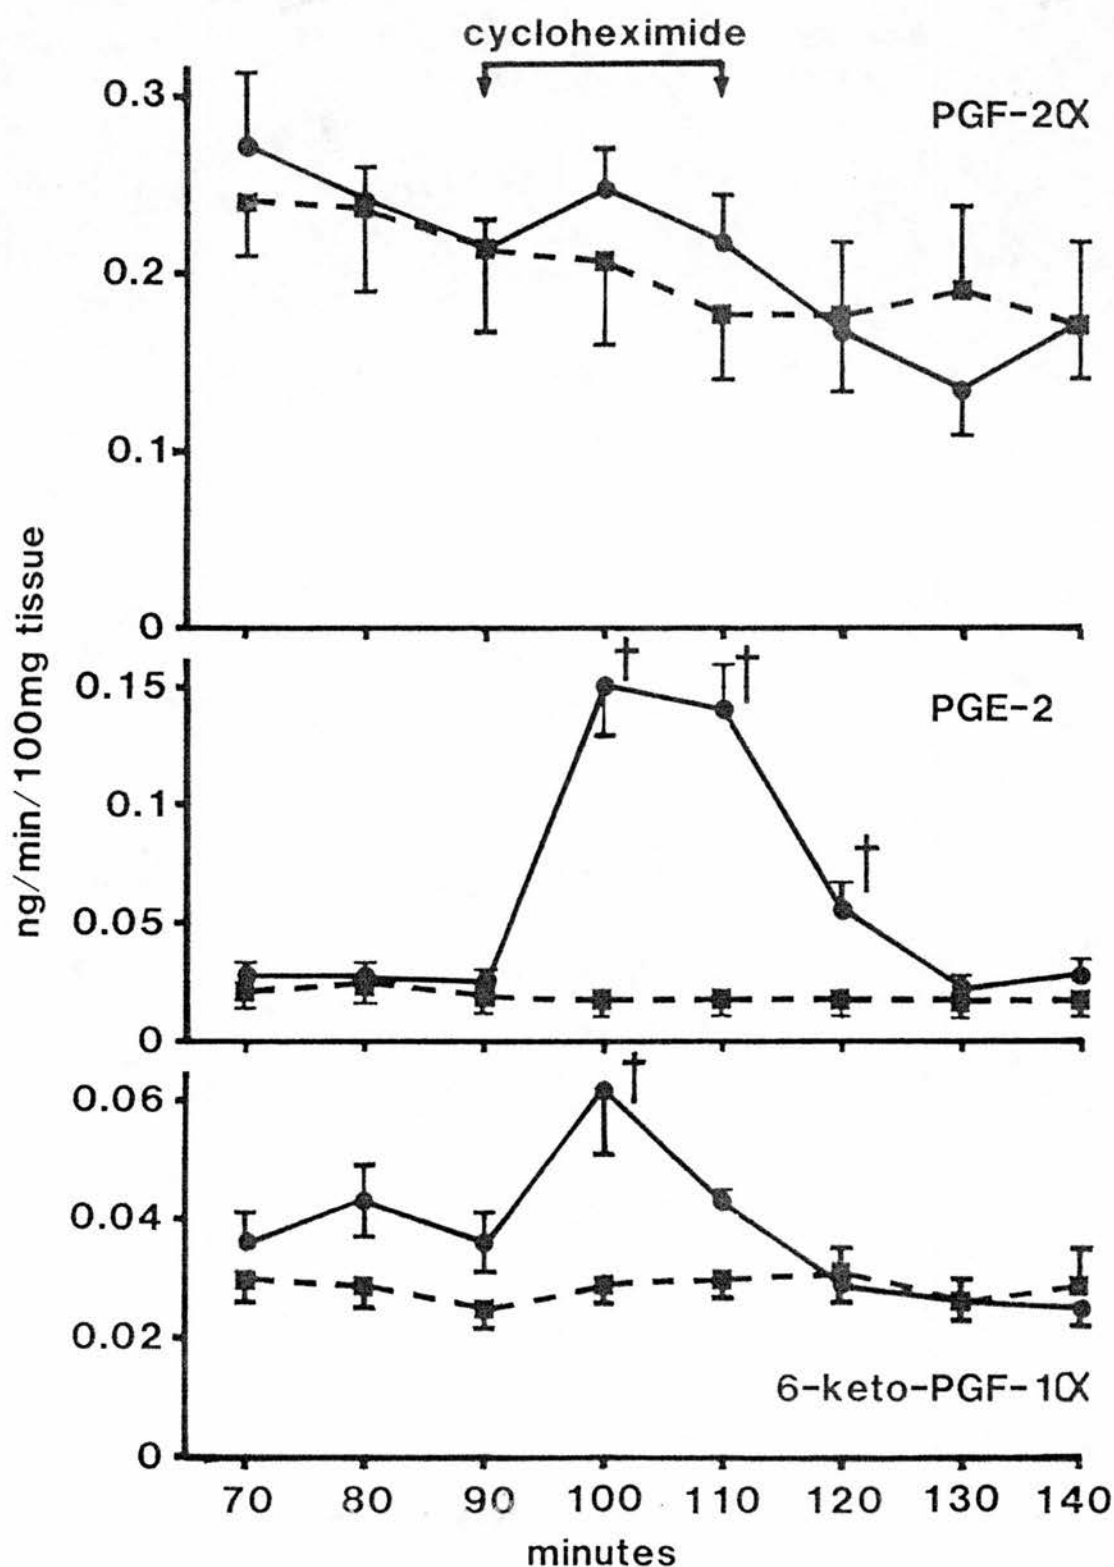 cycloheximide
0.3
PGF-2α
0.2
0.1
0
ng/min/100mg tissue
†
†
0.15
PGE-2
0.1
†
0.05
0
†
0.06
0.04
0.02
6-keto-PGF-1α
0
70 80 90 100 110 120 130 140
minutes